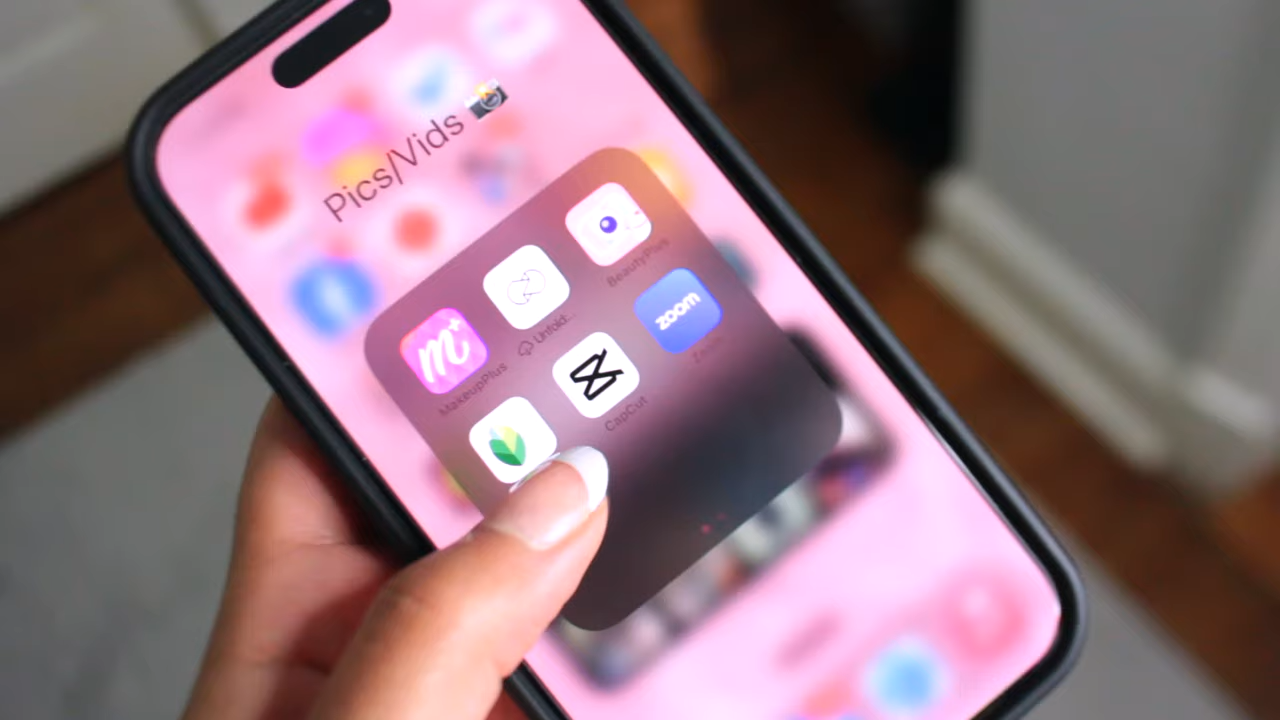 Pics/Vids 📸
m+
MakeupPlus
Unfold...
BeautyPlus
CapCut
zoom
Zoom